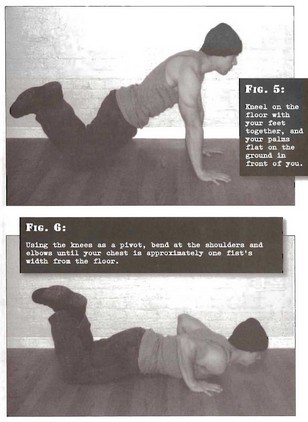 FIG. 5:
Kneel on the
floor with
your feet
together, and
your palms
flat on the
ground in
front of you.
FIG. 6:
Using the knees as a pivot, bend at the shoulders and
elbows until your chest is approximately one fist's
width from the floor.